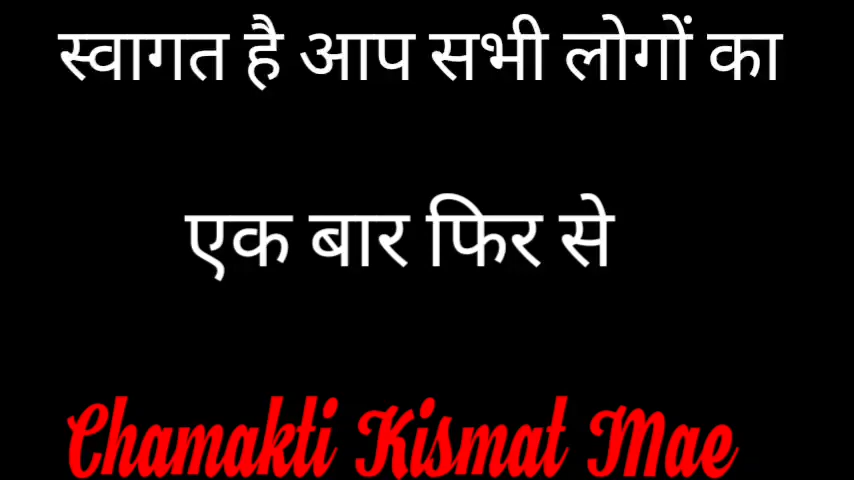 स्वागत है आप सभी लोगों का
एक बार फिर से
Chamakti Kismat Mae